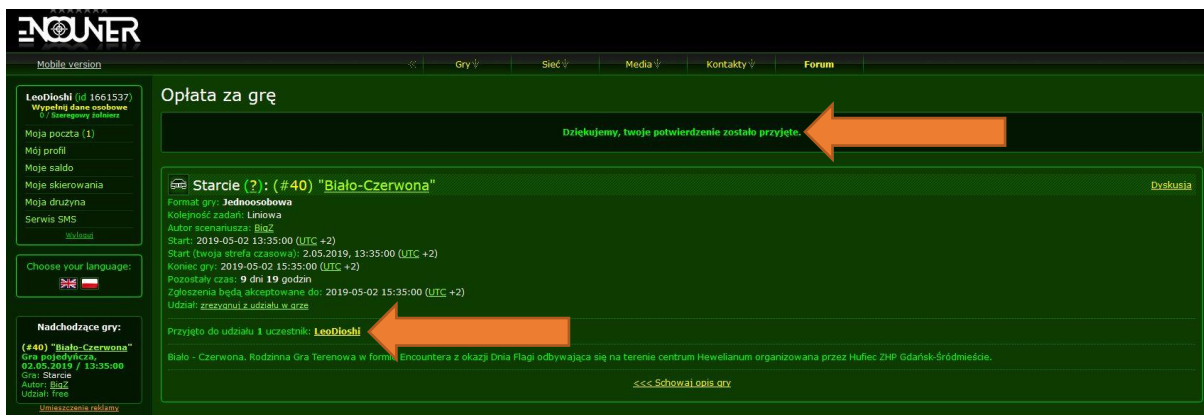 ENCOUNTER
Mobile version
Gry
Sieć
Media
Kontakty
Forum
LeoDioshi (id 1661537)
Wypełnij dane osobowe
0 / Szeregowy żołnierz
Moja poczta (1)
Mój profil
Moje saldo
Moje skierowania
Moja drużyna
Serwis SMS
Wyloguj
Choose your language:
Nadchodzące gry:
(#40) "Biało-Czerwona"
Gra pojedyńcza,
02.05.2019 / 13:35:00
Gra: Starcie
Autor: BigZ
Udział: free
Umieszczenie reklamy
Opłata za grę
Dziękujemy, twoje potwierdzenie zostało przyjęte.
Starcie (?): (#40) "Biało-Czerwona"
Dyskusja
Format gry: Jednoosobowa
Kolejność zadań: Liniowa
Autor scenariusza: BigZ
Start: 2019-05-02 13:35:00 (UTC +2)
Start (twoja strefa czasowa): 2.05.2019, 13:35:00 (UTC +2)
Koniec gry: 2019-05-02 15:35:00 (UTC +2)
Pozostały czas: 9 dni 19 godzin
Zgłoszenia będą akceptowane do: 2019-05-02 15:35:00 (UTC +2)
Udział: zrezygnuj z udziału w grze
Przyjęto do udziału 1 uczestnik: LeoDioshi
Biało - Czerwona. Rodzinna Gra Terenowa w formie Encountera z okazji Dnia Flagi odbywająca się na terenie centrum Hewelianum organizowana przez Hufiec ZHP Gdańsk-Śródmieście.
<<< Schowaj opis gry